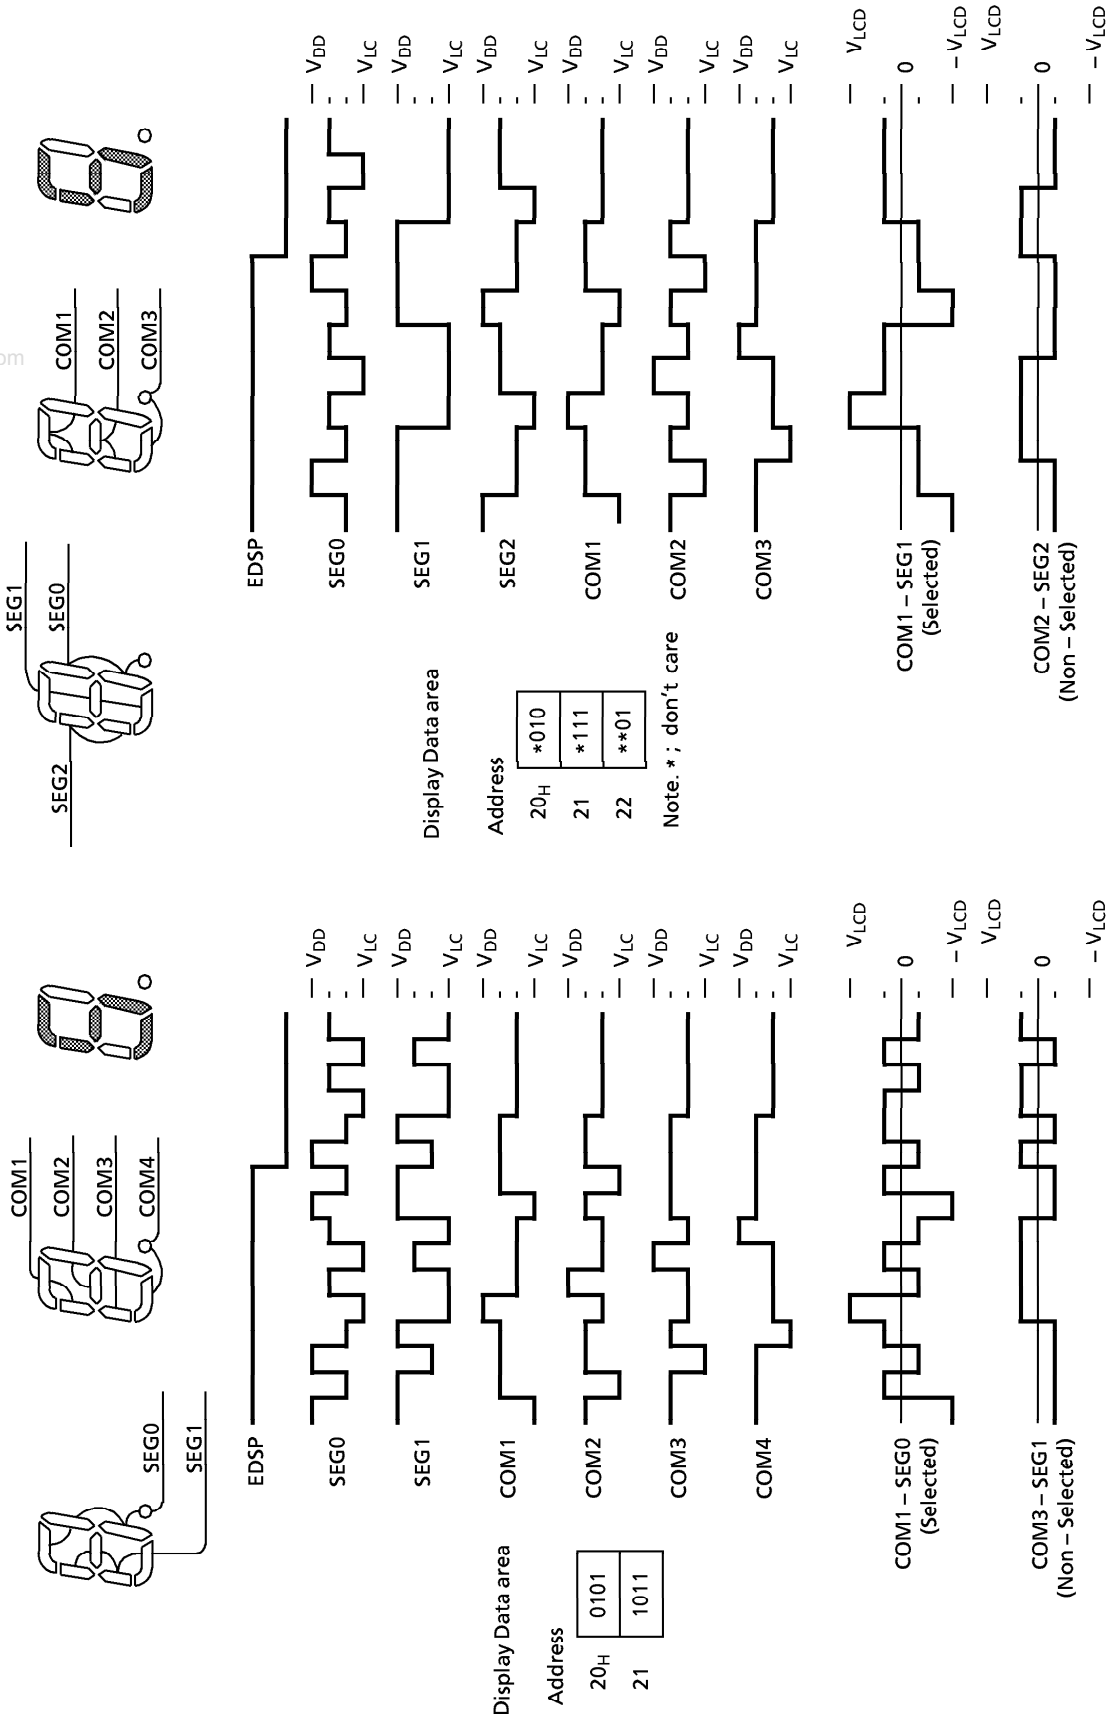 SEG2
SEG1
SEG0
COM1
COM2
COM3
om
EDSP
SEG0
VDD
VLC
SEG1
VDD
VLC
SEG2
VDD
VLC
COM1
VDD
VLC
COM2
VDD
VLC
COM3
VDD
VLC
COM1 – SEG1
(Selected)
VLCD
0
– VLCD
COM2 – SEG2
(Non – Selected)
VLCD
0
– VLCD
Display Data area
Address
20H *010
21 *111
22 **01
Note. * ; don't care
SEG0
SEG1
COM1
COM2
COM3
COM4
EDSP
SEG0
VDD
VLC
SEG1
VDD
VLC
COM1
VDD
VLC
COM2
VDD
VLC
COM3
VDD
VLC
COM4
VDD
VLC
COM1 – SEG0
(Selected)
VLCD
0
– VLCD
COM3 – SEG1
(Non – Selected)
VLCD
0
– VLCD
Display Data area
Address
20H 0101
21 1011